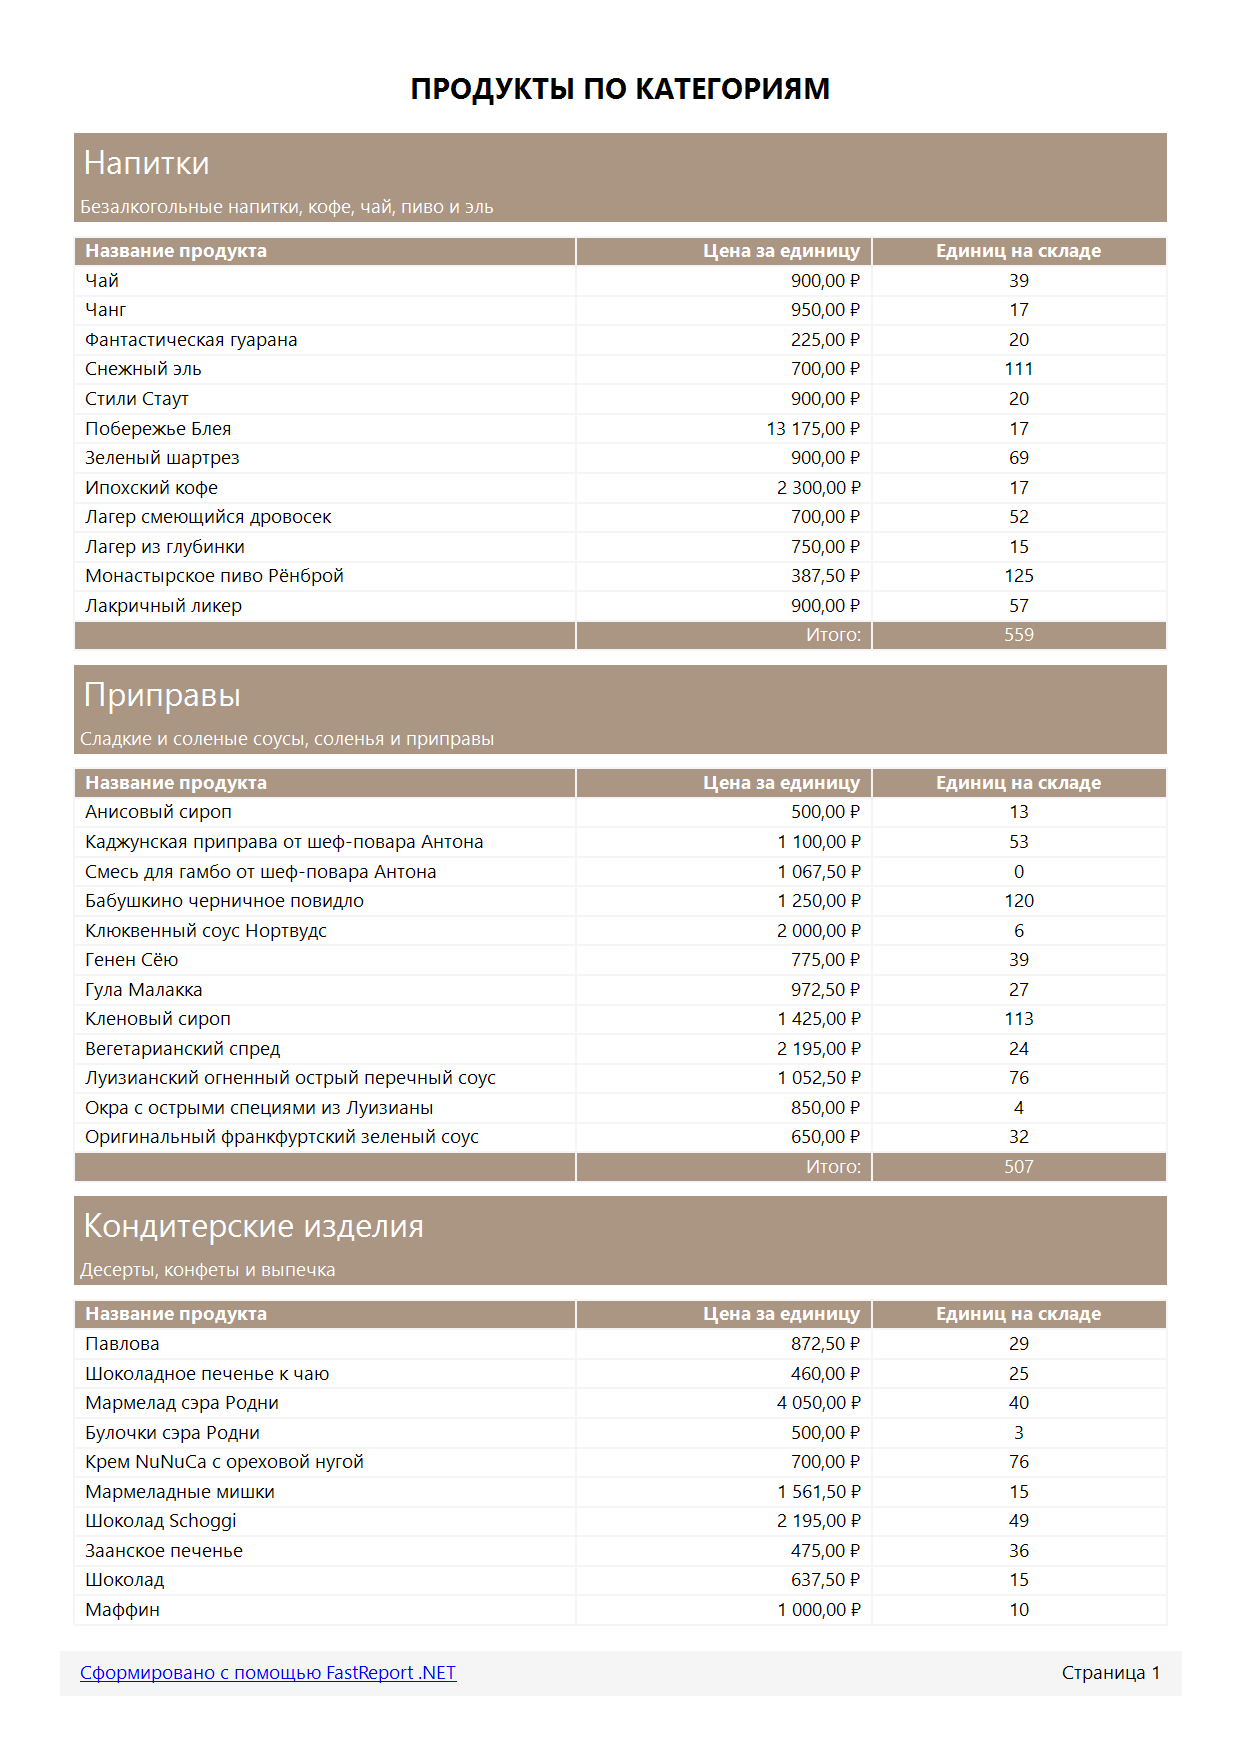 ПРОДУКТЫ ПО КАТЕГОРИЯМ
Напитки
Безалкогольные напитки, кофе, чай, пиво и эль
Название продукта Цена за единицу Единиц на складе
Чай 900,00 ₽ 39
Чанг 950,00 ₽ 17
Фантастическая гуарана 225,00 ₽ 20
Снежный эль 700,00 ₽ 111
Стили Стаут 900,00 ₽ 20
Побережье Блея 13 175,00 ₽ 17
Зеленый шартрез 900,00 ₽ 69
Ипохский кофе 2 300,00 ₽ 17
Лагер смеющийся дровосек 700,00 ₽ 52
Лагер из глубинки 750,00 ₽ 15
Монастырское пиво Рёнброй 387,50 ₽ 125
Лакричный ликер 900,00 ₽ 57
Итого: 559
Приправы
Сладкие и соленые соусы, соленья и приправы
Название продукта Цена за единицу Единиц на складе
Анисовый сироп 500,00 ₽ 13
Каджунская приправа от шеф-повара Антона 1 100,00 ₽ 53
Смесь для гамбо от шеф-повара Антона 1 067,50 ₽ 0
Бабушкино черничное повидло 1 250,00 ₽ 120
Клюквенный соус Нортвудс 2 000,00 ₽ 6
Генен Сёю 775,00 ₽ 39
Гула Малакка 972,50 ₽ 27
Кленовый сироп 1 425,00 ₽ 113
Вегетарианский спред 2 195,00 ₽ 24
Луизианский огненный острый перечный соус 1 052,50 ₽ 76
Окра с острыми специями из Луизианы 850,00 ₽ 4
Оригинальный франкфуртский зеленый соус 650,00 ₽ 32
Итого: 507
Кондитерские изделия
Десерты, конфеты и выпечка
Название продукта Цена за единицу Единиц на складе
Павлова 872,50 ₽ 29
Шоколадное печенье к чаю 460,00 ₽ 25
Мармелад сэра Родни 4 050,00 ₽ 40
Булочки сэра Родни 500,00 ₽ 3
Крем NuNuCa с ореховой нугой 700,00 ₽ 76
Мармеладные мишки 1 561,50 ₽ 15
Шоколад Schoggi 2 195,00 ₽ 49
Заанское печенье 475,00 ₽ 36
Шоколад 637,50 ₽ 15
Маффин 1 000,00 ₽ 10
Сформировано с помощью FastReport .NET Страница 1